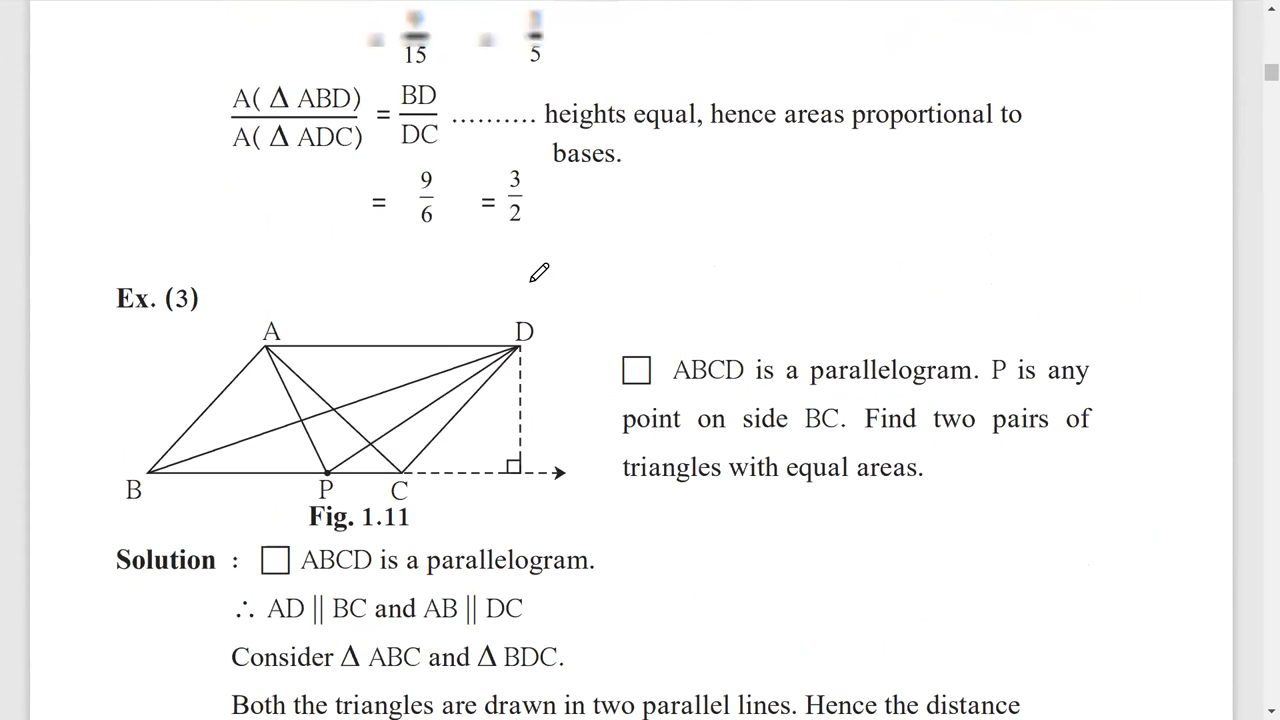 = 15 = 5
A( Δ ABD) / A( Δ ADC) = BD / DC .......... heights equal, hence areas proportional to
bases.
= 9/6 = 3/2
Ex. (3)
A D
B P C
Fig. 1.11
□ ABCD is a parallelogram. P is any
point on side BC. Find two pairs of
triangles with equal areas.
Solution : □ ABCD is a parallelogram.
∴ AD || BC and AB || DC
Consider Δ ABC and Δ BDC.
Both the triangles are drawn in two parallel lines. Hence the distance